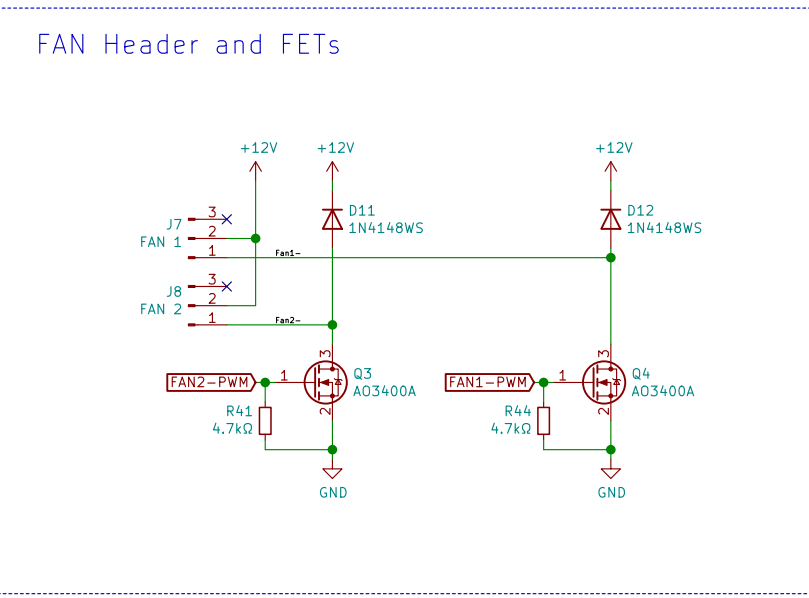 FAN Header and FETs
+12V
+12V
+12V
J7
FAN 1
3
2
1
D11
1N4148WS
D12
1N4148WS
Fan1-
J8
FAN 2
3
2
1
Fan2-
FAN2-PWM
1
3
2
Q3
AO3400A
R41
4.7kΩ
GND
FAN1-PWM
1
3
2
Q4
AO3400A
R44
4.7kΩ
GND